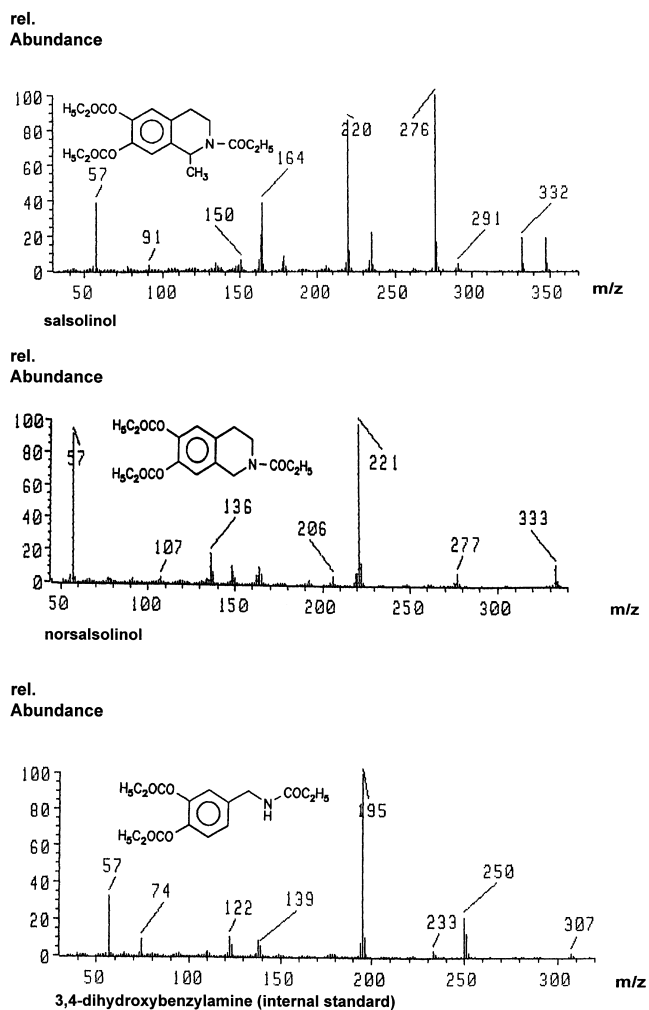 rel.
Abundance
100
80
60
40
20
0
H5C2OCO
H5C2OCO
N—COC2H5
CH3
57
91
150
164
220
276
291
332
50
100
150
200
250
300
350
m/z
salsolinol
rel.
Abundance
100
80
60
40
20
0
H5C2OCO
H5C2OCO
N—COC2H5
57
107
136
206
221
277
333
50
100
150
200
250
300
m/z
norsalsolinol
rel.
Abundance
100
80
60
40
20
0
H5C2OCO
H5C2OCO
N
H
COC2H5
57
74
122
139
195
233
250
307
50
100
150
200
250
300
m/z
3,4-dihydroxybenzylamine (internal standard)